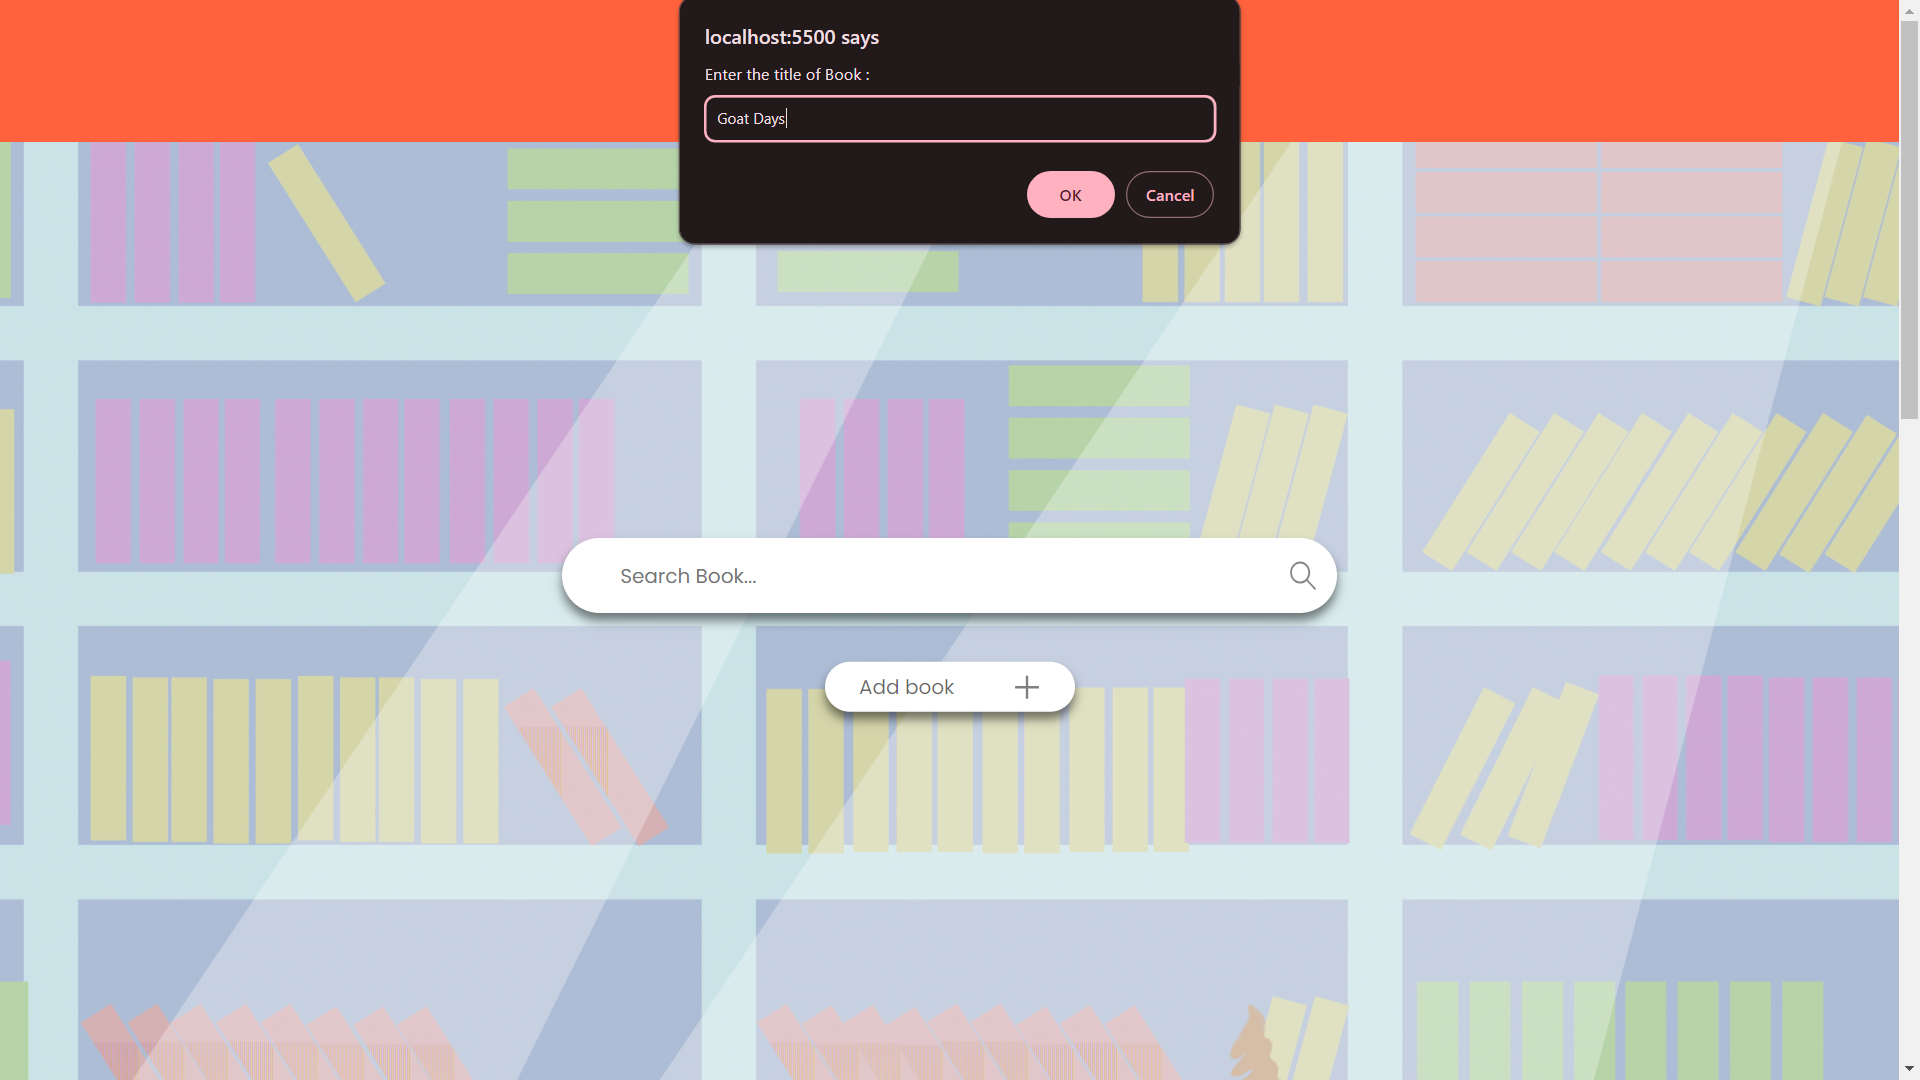 localhost:5500 says
Enter the title of Book :
Goat Days
OK
Cancel
Search Book...
Add book